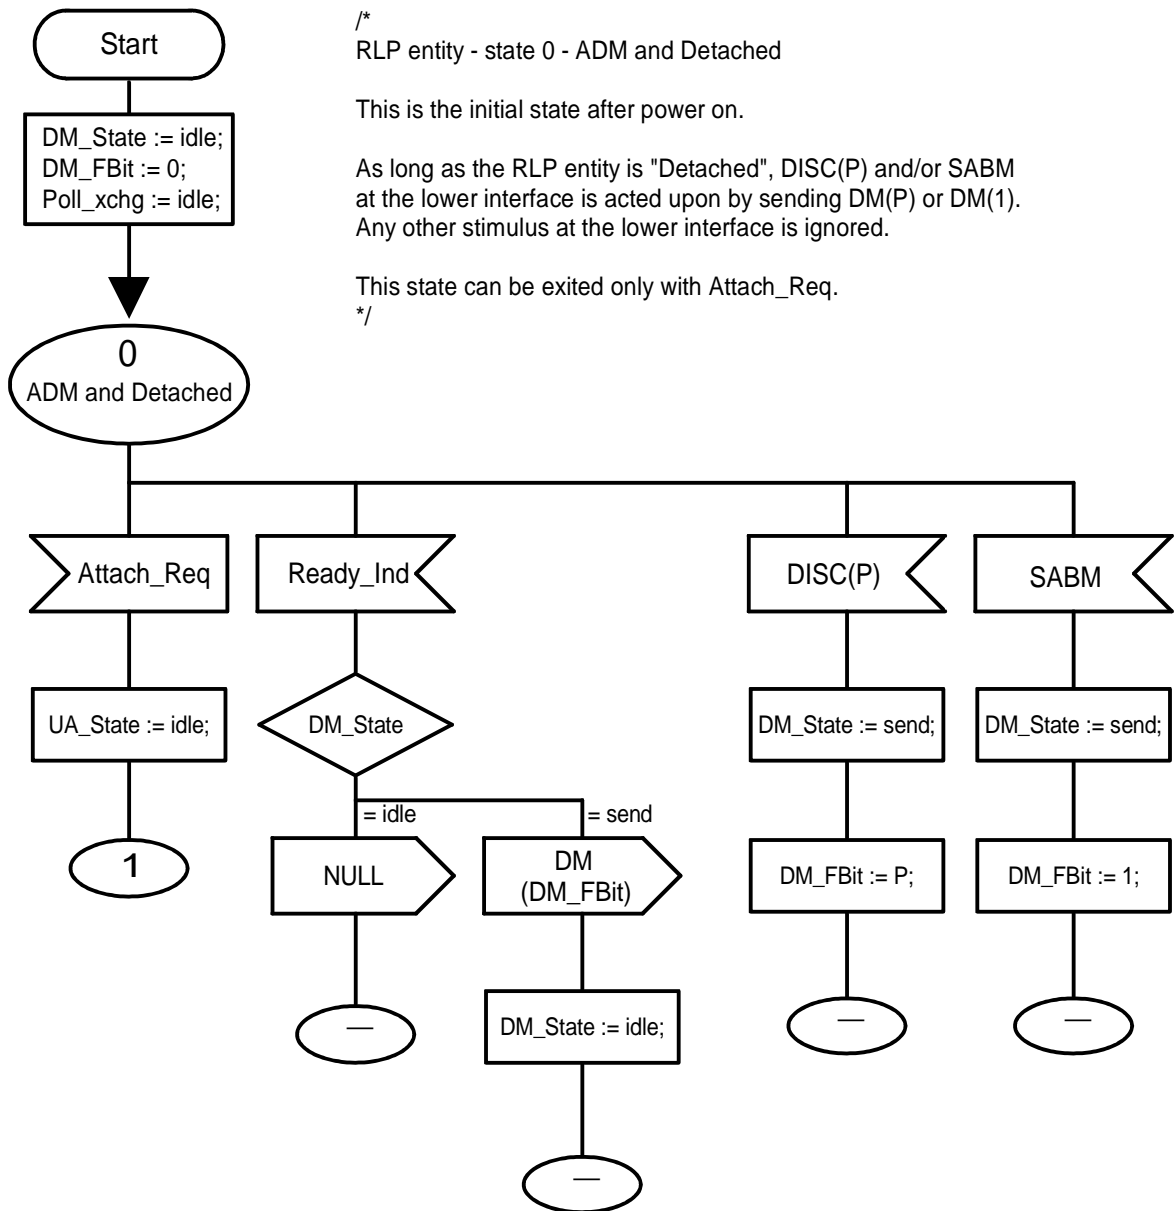 Start
DM_State := idle;
DM_FBit := 0;
Poll_xchg := idle;
/*
RLP entity - state 0 - ADM and Detached
This is the initial state after power on.
As long as the RLP entity is "Detached", DISC(P) and/or SABM
at the lower interface is acted upon by sending DM(P) or DM(1).
Any other stimulus at the lower interface is ignored.
This state can be exited only with Attach_Req.
*/
0
ADM and Detached
Attach_Req
Ready_Ind
DISC(P)
SABM
UA_State := idle;
DM_State
DM_State := send;
DM_State := send;
= idle
= send
1
NULL
DM
(DM_FBit)
DM_FBit := P;
DM_FBit := 1;
—
DM_State := idle;
—
—
—